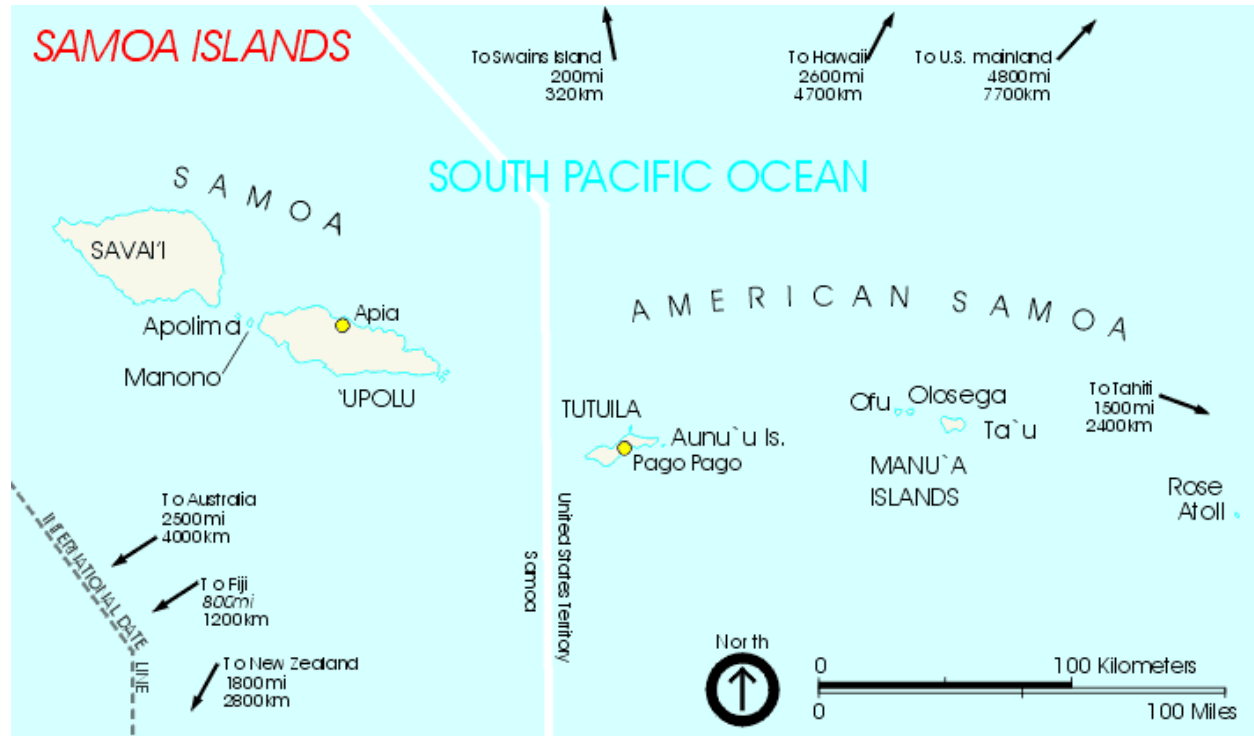 SAMOA ISLANDS
To Swains Island
200mi
320km
To Hawaii
2600mi
4700km
To U.S. mainland
4800mi
7700km
SOUTH PACIFIC OCEAN
SAMOA
SAVAI'I
Apolima
Manono
Apia
'UPOLU
AMERICAN SAMOA
TUTUILA
Aunu`u Is.
Pago Pago
Ofu
Olosega
Ta`u
MANU`A
ISLANDS
To Tahiti
1500mi
2400km
Rose
Atoll
To Australia
2500mi
4000km
INTERNATIONAL DATE
LINE
To Fiji
800mi
1200km
To New Zealand
1800mi
2800km
Samoa
United States Territory
North
0
100 Kilometers
0
100 Miles